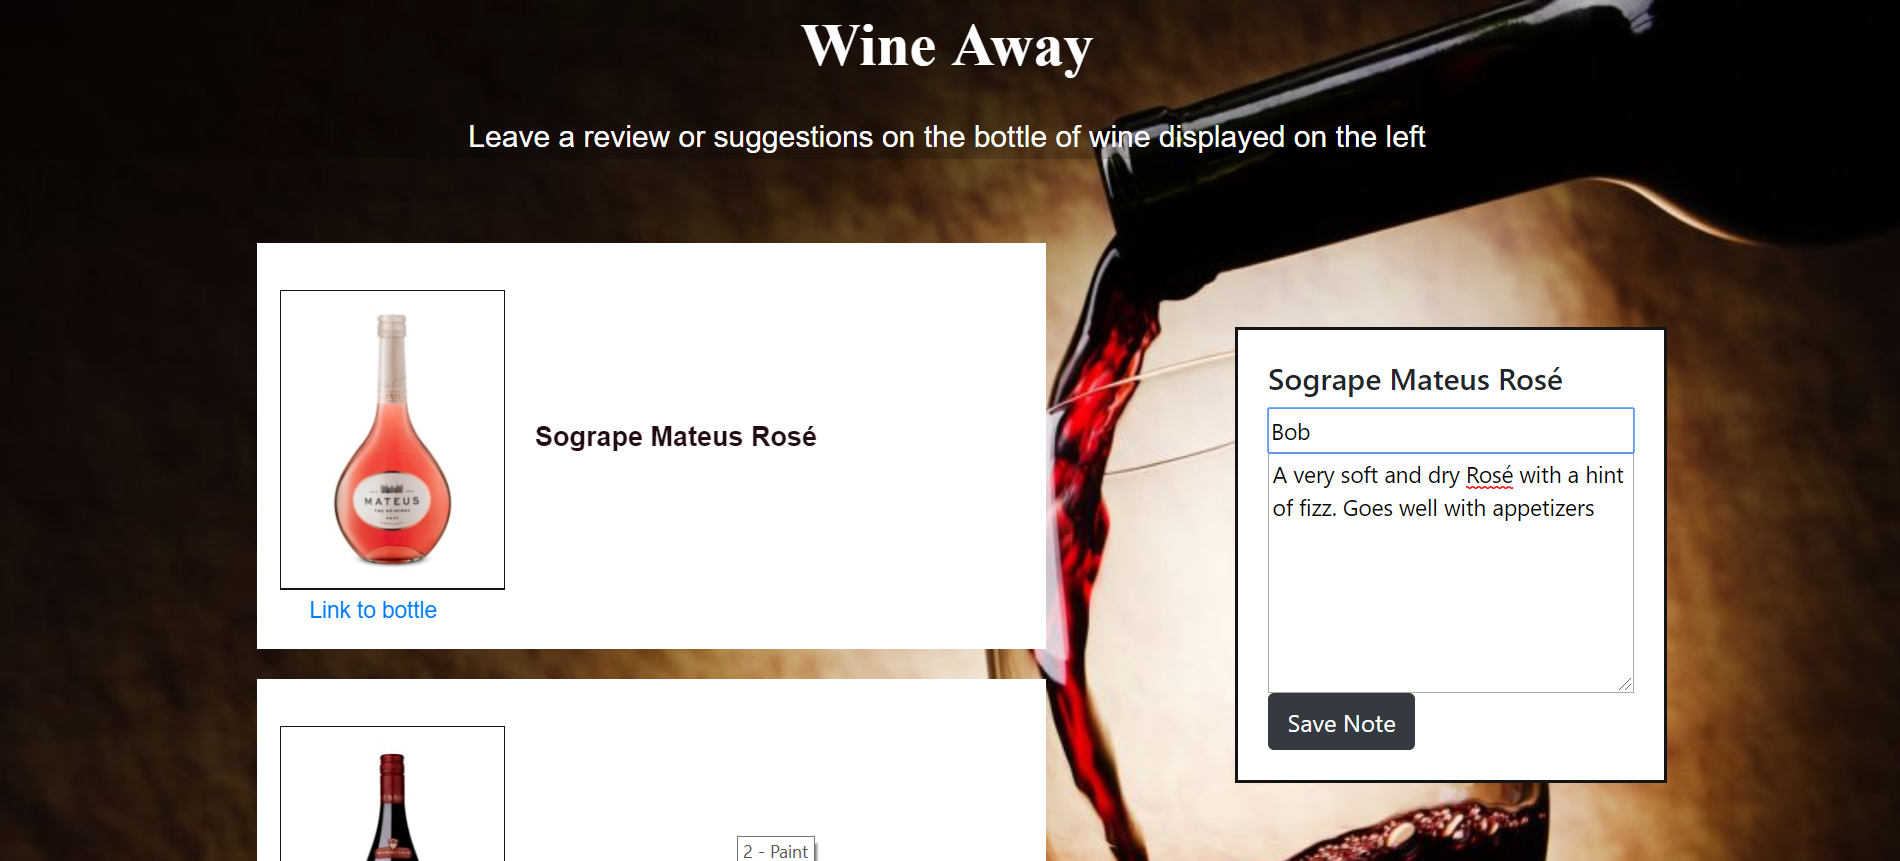 Wine Away
Leave a review or suggestions on the bottle of wine displayed on the left
MATEUS
Link to bottle
Sogrape Mateus Rosé
Sogrape Mateus Rosé
Bob
A very soft and dry Rosé with a hint
of fizz. Goes well with appetizers
Save Note
2 - Paint